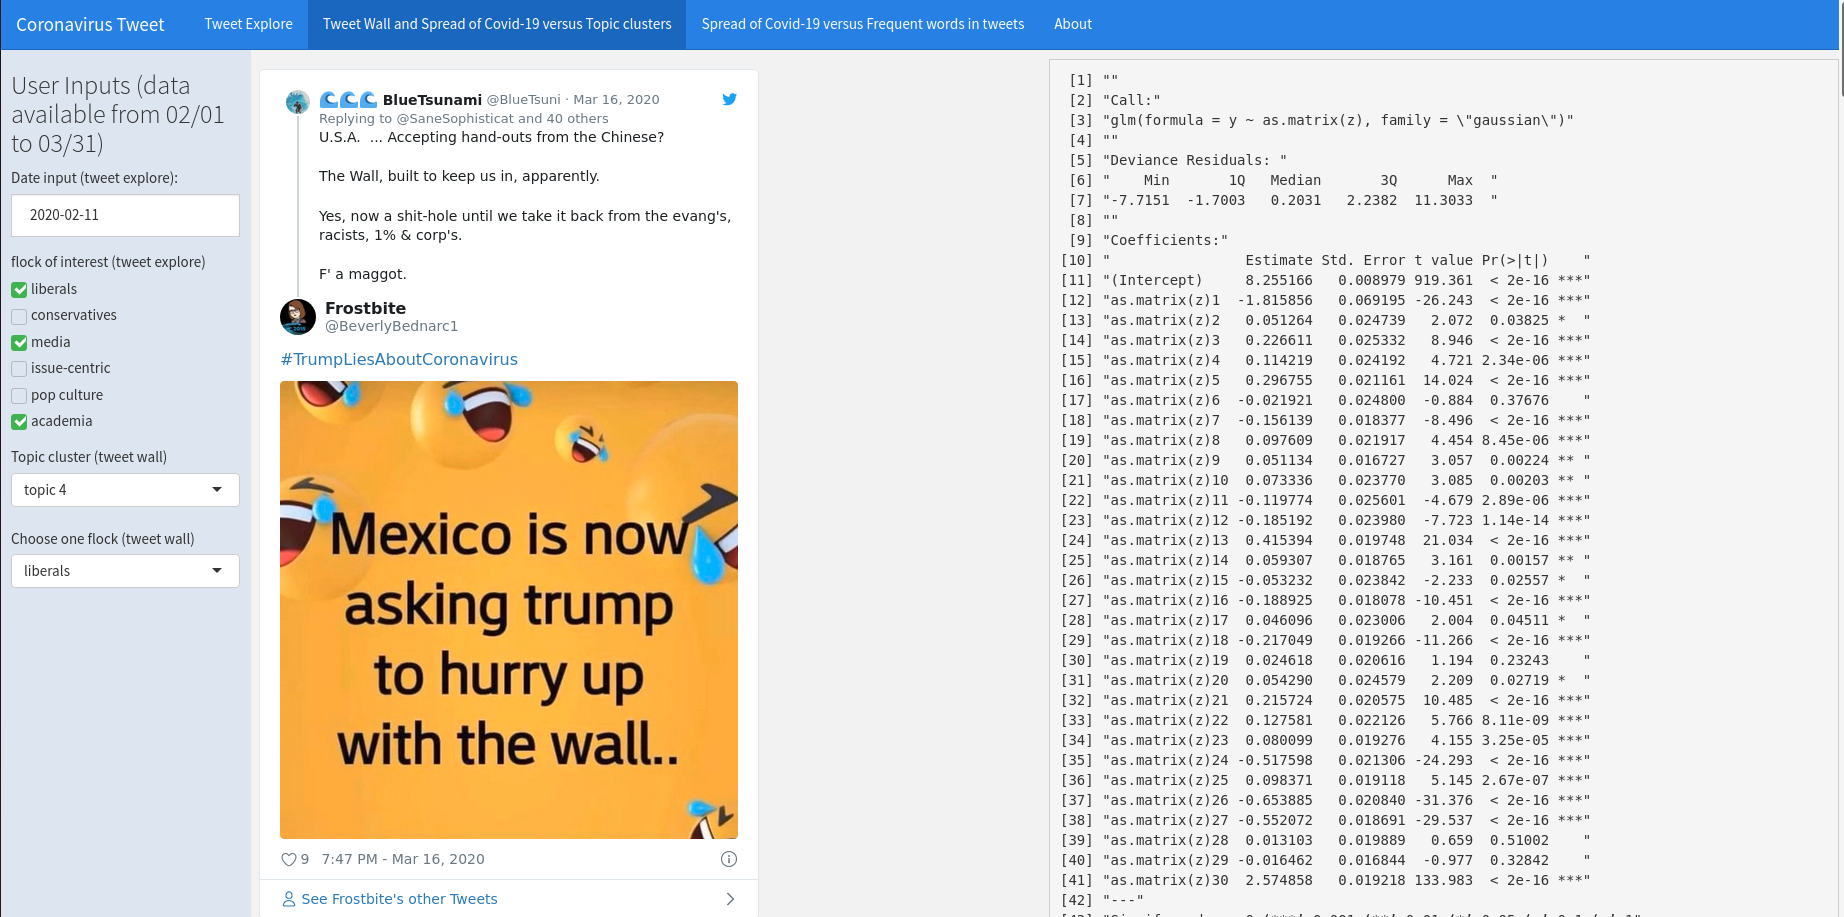 Coronavirus Tweet
Tweet Explore
Tweet Wall and Spread of Covid-19 versus Topic clusters
Spread of Covid-19 versus Frequent words in tweets
About
User Inputs (data
available from 02/01
to 03/31)
Date input (tweet explore):
2020-02-11
flock of interest (tweet explore)
liberals
conservatives
media
issue-centric
pop culture
academia
Topic cluster (tweet wall)
topic 4
Choose one flock (tweet wall)
liberals
BlueTsunami @BlueTsuni · Mar 16, 2020
Replying to @SaneSophisticat and 40 others
U.S.A.  ... Accepting hand-outs from the Chinese?
The Wall, built to keep us in, apparently.
Yes, now a shit-hole until we take it back from the evang's,
racists, 1% & corp's.
F' a maggot.
Frostbite
@BeverlyBednarc1
#TrumpLiesAboutCoronavirus
Mexico is now
asking trump
to hurry up
with the wall..
9 7:47 PM - Mar 16, 2020
See Frostbite's other Tweets
[1] ""
[2] "Call:"
[3] "glm(formula = y ~ as.matrix(z), family = \"gaussian\")"
[4] ""
[5] "Deviance Residuals: "
[6] "    Min       1Q   Median       3Q      Max  "
[7] "-7.7151  -1.7003   0.2031   2.2382  11.3033  "
[8] ""
[9] "Coefficients:"
[10] "                Estimate Std. Error t value Pr(>|t|)    "
[11] "(Intercept)     8.255166   0.008979 919.361  < 2e-16 ***"
[12] "as.matrix(z)1  -1.815856   0.069195 -26.243  < 2e-16 ***"
[13] "as.matrix(z)2   0.051264   0.024739   2.072  0.03825 *  "
[14] "as.matrix(z)3   0.226611   0.025332   8.946  < 2e-16 ***"
[15] "as.matrix(z)4   0.114219   0.024192   4.721 2.34e-06 ***"
[16] "as.matrix(z)5   0.296755   0.021161  14.024  < 2e-16 ***"
[17] "as.matrix(z)6  -0.021921   0.024800  -0.884  0.37676    "
[18] "as.matrix(z)7  -0.156139   0.018377  -8.496  < 2e-16 ***"
[19] "as.matrix(z)8   0.097609   0.021917   4.454 8.45e-06 ***"
[20] "as.matrix(z)9   0.051134   0.016727   3.057  0.00224 ** "
[21] "as.matrix(z)10  0.073336   0.023770   3.085  0.00203 ** "
[22] "as.matrix(z)11 -0.119774   0.025601  -4.679 2.89e-06 ***"
[23] "as.matrix(z)12 -0.185192   0.023980  -7.723 1.14e-14 ***"
[24] "as.matrix(z)13  0.415394   0.019748  21.034  < 2e-16 ***"
[25] "as.matrix(z)14  0.059307   0.018765   3.161  0.00157 ** "
[26] "as.matrix(z)15 -0.053232   0.023842  -2.233  0.02557 *  "
[27] "as.matrix(z)16 -0.188925   0.018078 -10.451  < 2e-16 ***"
[28] "as.matrix(z)17  0.046096   0.023006   2.004  0.04511 *  "
[29] "as.matrix(z)18 -0.217049   0.019266 -11.266  < 2e-16 ***"
[30] "as.matrix(z)19  0.024618   0.020616   1.194  0.23243    "
[31] "as.matrix(z)20  0.054290   0.024579   2.209  0.02719 *  "
[32] "as.matrix(z)21  0.215724   0.020575  10.485  < 2e-16 ***"
[33] "as.matrix(z)22  0.127581   0.022126   5.766 8.11e-09 ***"
[34] "as.matrix(z)23  0.080099   0.019276   4.155 3.25e-05 ***"
[35] "as.matrix(z)24 -0.517598   0.021306 -24.293  < 2e-16 ***"
[36] "as.matrix(z)25  0.098371   0.019118   5.145 2.67e-07 ***"
[37] "as.matrix(z)26 -0.653885   0.020840 -31.376  < 2e-16 ***"
[38] "as.matrix(z)27 -0.552072   0.018691 -29.537  < 2e-16 ***"
[39] "as.matrix(z)28  0.013103   0.019889   0.659  0.51002    "
[40] "as.matrix(z)29 -0.016462   0.016844  -0.977  0.32842    "
[41] "as.matrix(z)30  2.574858   0.019218 133.983  < 2e-16 ***"
[42] "---"